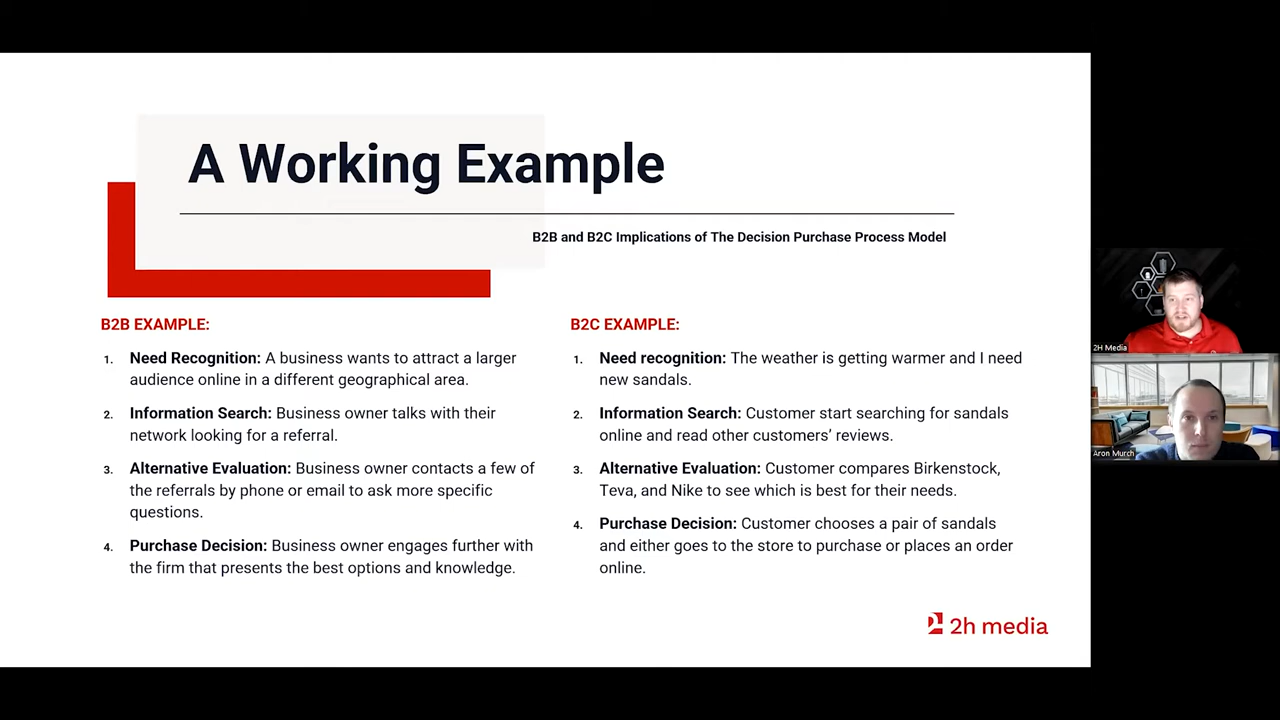 A Working Example
B2B and B2C Implications of The Decision Purchase Process Model
B2B EXAMPLE:
1. Need Recognition: A business wants to attract a larger
audience online in a different geographical area.
2. Information Search: Business owner talks with their
network looking for a referral.
3. Alternative Evaluation: Business owner contacts a few of
the referrals by phone or email to ask more specific
questions.
4. Purchase Decision: Business owner engages further with
the firm that presents the best options and knowledge.
B2C EXAMPLE:
1. Need recognition: The weather is getting warmer and I need
new sandals.
2. Information Search: Customer start searching for sandals
online and read other customers’ reviews.
3. Alternative Evaluation: Customer compares Birkenstock,
Teva, and Nike to see which is best for their needs.
4. Purchase Decision: Customer chooses a pair of sandals
and either goes to the store to purchase or places an order
online.
2h media
2H Media
Aron Murch